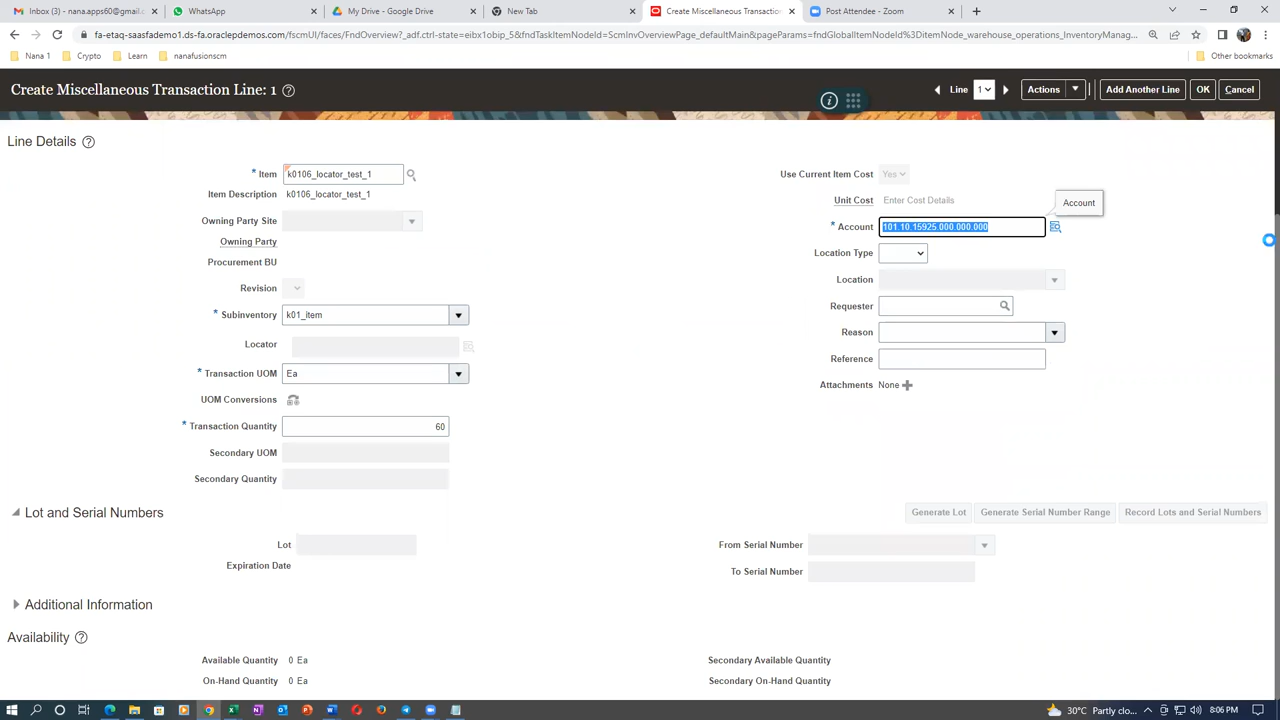 Inbox (3) - nana.apps60@gmail.c
WhatsApp
My Drive - Google Drive
New Tab
Create Miscellaneous Transactio
Post Attendee - Zoom
fa-etaq-saasfademo1.ds-fa.oraclepdemos.com/fscmUI/faces/FndOverview?_adf.ctrl-state=eibx1obip_5&fndTaskItemNodeId=ScmInvOverviewPage_defaultMain&pageParams=fndGlobalItemNodeId%3DitemNode_warehouse_operations_InventoryManag...
Nana 1
Crypto
Learn
nanafusionscm
Other bookmarks
Create Miscellaneous Transaction Line: 1
Line 1
Actions
Add Another Line
OK
Cancel
Line Details
* Item k0106_locator_test_1
Item Description k0106_locator_test_1
Owning Party Site
Owning Party
Procurement BU
Revision
* Subinventory k01_item
Locator
* Transaction UOM Ea
UOM Conversions
* Transaction Quantity 60
Secondary UOM
Secondary Quantity
Use Current Item Cost Yes
Unit Cost Enter Cost Details
* Account 101.10.15925.000.000.000
Account
Location Type
Location
Requester
Reason
Reference
Attachments None
Lot and Serial Numbers
Generate Lot
Generate Serial Number Range
Record Lots and Serial Numbers
Lot
Expiration Date
From Serial Number
To Serial Number
Additional Information
Availability
Available Quantity 0 Ea
On-Hand Quantity 0 Ea
Secondary Available Quantity
Secondary On-Hand Quantity
30°C Partly clo...
8:06 PM